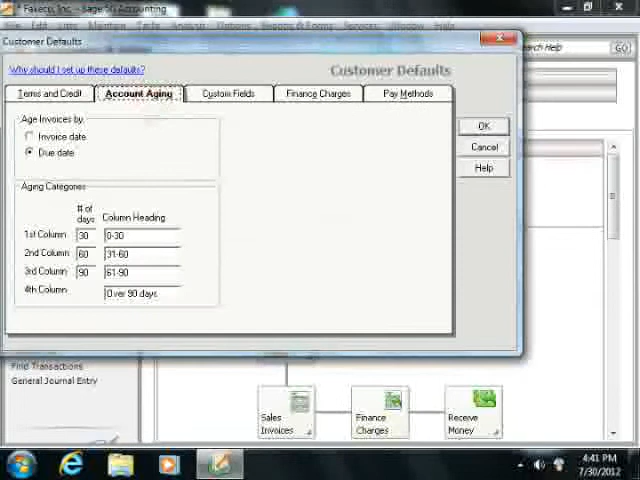 * Fakeco, Inc. - Sage 50 Accounting
Customer Defaults
Search Help
GO
Why should I set up these defaults?
Customer Defaults
Terms and Credit
Account Aging
Custom Fields
Finance Charges
Pay Methods
Age Invoices by:
Invoice date
Due date
OK
Cancel
Help
Aging Categories
# of days
Column Heading
1st Column 30 0-30
2nd Column 60 31-60
3rd Column 90 61-90
4th Column Over 90 days
Find Transactions
General Journal Entry
Sales Invoices
Finance Charges
Receive Money
4:41 PM
7/30/2012